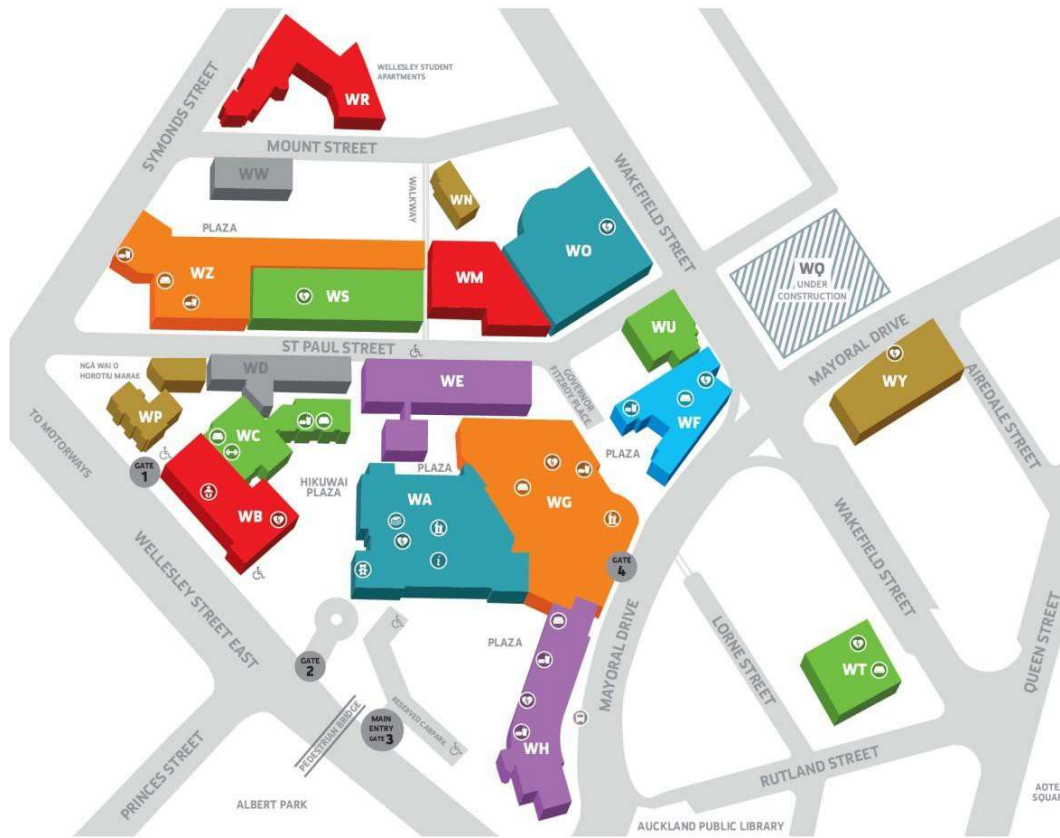 WELLESLEY STUDENT
APARTMENTS
WR
SYMONDS STREET
MOUNT STREET
WW
WALKWAY
WN
WAKEFIELD STREET
PLAZA
WO
WZ
WS
WM
WQ
UNDER
CONSTRUCTION
WU
ST PAUL STREET
MAYORAL DRIVE
NGĀ WAI O
HOROTIU MARAE
WD
WE
GOVERNOR
FITZROY PLACE
WY
AIREDALE STREET
WP
WC
WF
TO MOTORWAYS
GATE
1
PLAZA
PLAZA
HIKUWAI
PLAZA
WA
WG
WB
i
WAKEFIELD STREET
GATE
4
WELLESLEY STREET EAST
PLAZA
MAYORAL DRIVE
LORNE STREET
QUEEN STREET
GATE
2
WT
PEDESTRIAN BRIDGE
MAIN
ENTRY
GATE 3
RESERVED CARPARK
WH
PRINCES STREET
RUTLAND STREET
ALBERT PARK
AUCKLAND PUBLIC LIBRARY
AOTE
SQUAR